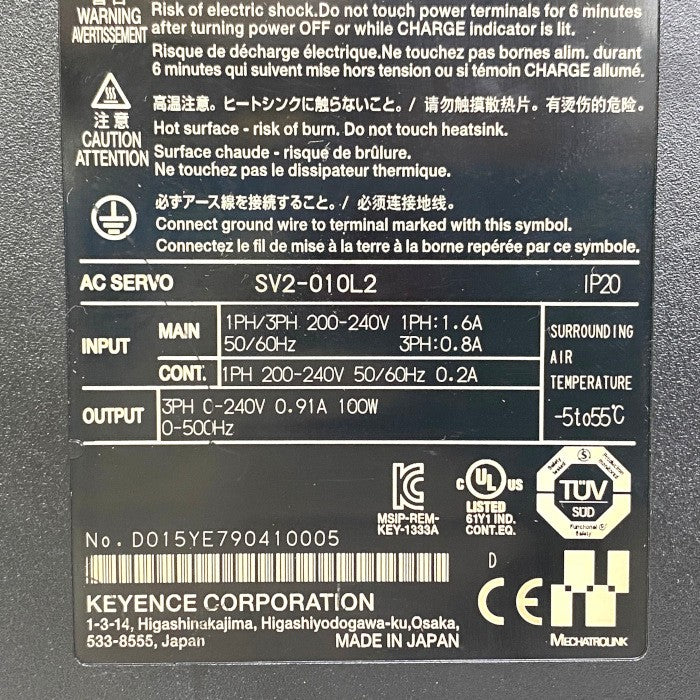 WARNING
AVERTISSEMENT
Risk of electric shock.Do not touch power terminals for 6 minutes
after turning power OFF or while CHARGE indicator is lit.
Risque de décharge électrique.Ne touchez pas bornes alim. durant
6 minutes qui suivent mise hors tension ou si témoin CHARGE allumé.
注意
CAUTION
ATTENTION
高温注意。ヒートシンクに触らないこと。/ 请勿触摸散热片。有烫伤的危险。
Hot surface - risk of burn. Do not touch heatsink.
Surface chaude - risque de brûlure.
Ne touchez pas le dissipateur thermique.
必ずアース線を接続すること。/ 必须连接地线。
Connect ground wire to terminal marked with this symbol.
Connectez le fil de mise à la terre à la borne repérée par ce symbole.
AC SERVO SV2-010L2 IP20
INPUT
MAIN
1PH/3PH 200-240V 1PH:1.6A
50/60Hz 3PH:0.8A
CONT. 1PH 200-240V 50/60Hz 0.2A
OUTPUT
3PH 0-240V 0.91A 100W
0-500Hz
SURROUNDING
AIR
TEMPERATURE
-5to55℃
MSIP-REM-
KEY-1333A
c UL US
LISTED
61Y1 IND.
CONT.EQ.
TÜV
SÜD
Functional
Safety
No. D015YE790410005
D
KEYENCE CORPORATION
1-3-14, Higashinakajima, Higashiyodogawa-ku,Osaka,
533-8555, Japan MADE IN JAPAN
CE
MECHATROLINK